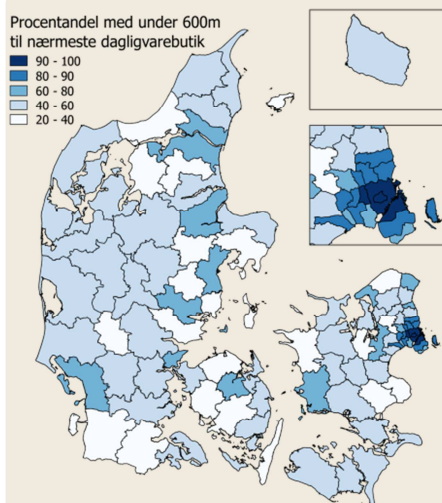 Procentandel med under 600m
til nærmeste dagligvarebutik
90 - 100
80 - 90
60 - 80
40 - 60
20 - 40